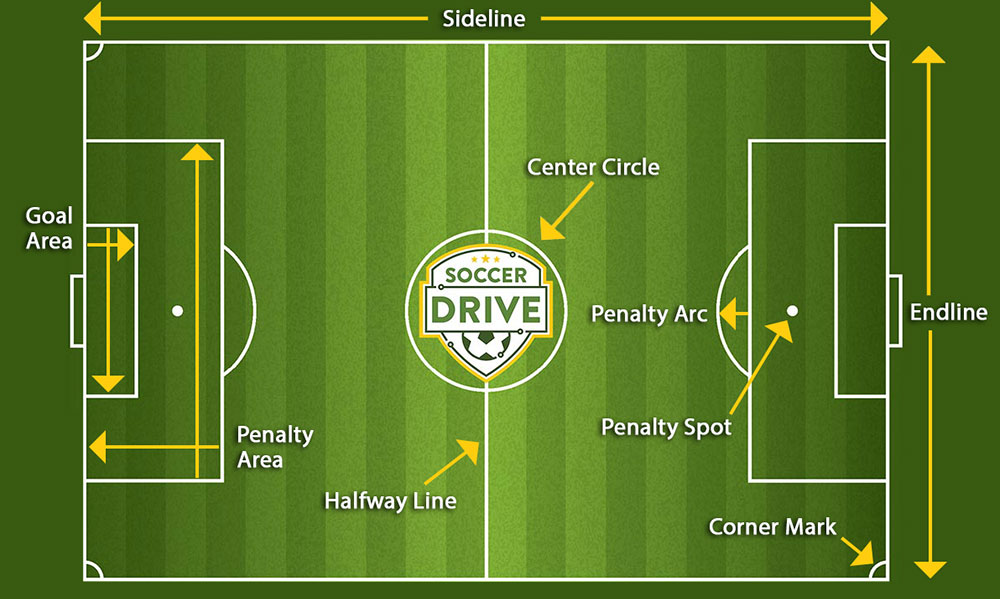 Sideline
Center Circle
Goal
Area
SOCCER
DRIVE
Penalty Arc
Endline
Penalty Spot
Penalty
Area
Halfway Line
Corner Mark